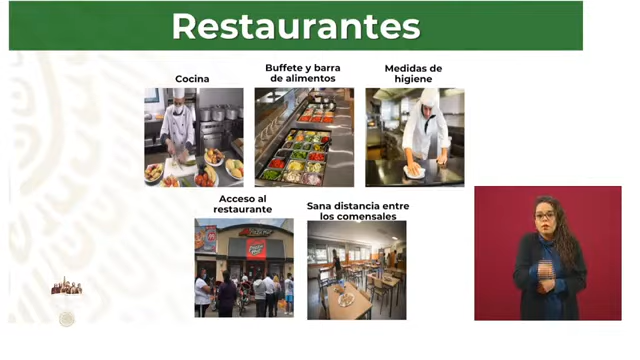 Restaurantes
Cocina
Buffete y barra
de alimentos
Medidas de
higiene
Acceso al
restaurante
Sana distancia entre
los comensales